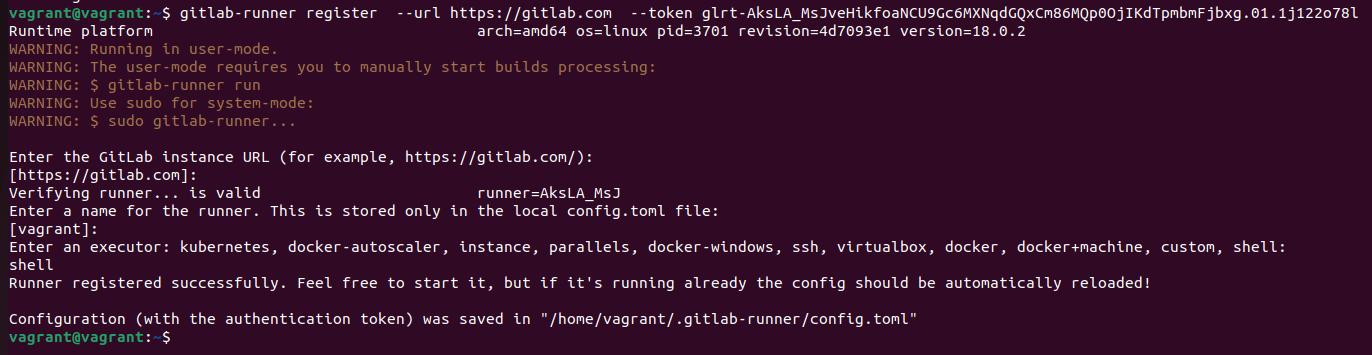 vagrant@vagrant:~$ gitlab-runner register  --url https://gitlab.com  --token glrt-AksLA_MsJveHikfoaNCU9Gc6MXNqdGQxCm86MQp0OjIKdTpmbmFjbxg.01.1j122o78l
Runtime platform                                    arch=amd64 os=linux pid=3701 revision=4d7093e1 version=18.0.2
WARNING: Running in user-mode.
WARNING: The user-mode requires you to manually start builds processing:
WARNING: $ gitlab-runner run
WARNING: Use sudo for system-mode:
WARNING: $ sudo gitlab-runner...
Enter the GitLab instance URL (for example, https://gitlab.com/):
[https://gitlab.com]:
Verifying runner... is valid                        runner=AksLA_MsJ
Enter a name for the runner. This is stored only in the local config.toml file:
[vagrant]:
Enter an executor: kubernetes, docker-autoscaler, instance, parallels, docker-windows, ssh, virtualbox, docker, docker+machine, custom, shell:
shell
Runner registered successfully. Feel free to start it, but if it's running already the config should be automatically reloaded!
Configuration (with the authentication token) was saved in "/home/vagrant/.gitlab-runner/config.toml"
vagrant@vagrant:~$